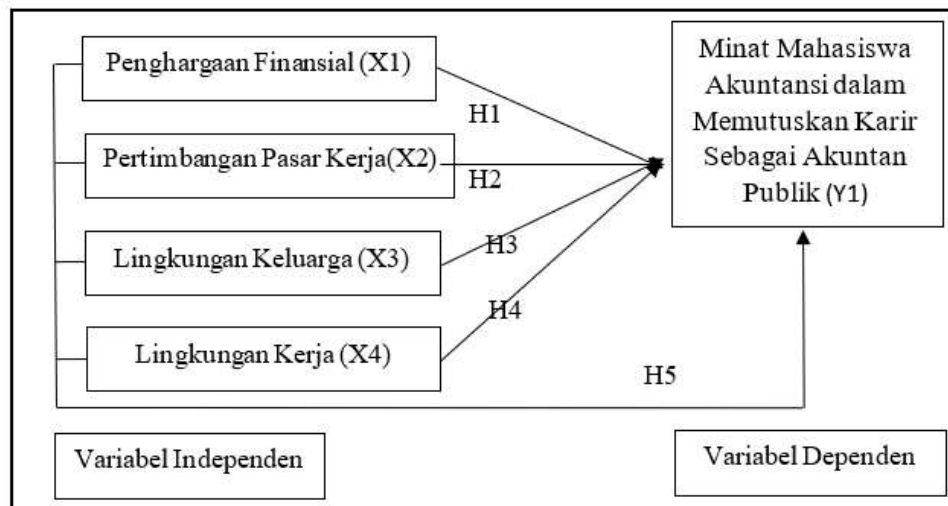 Penghargaan Finansial (X1)
Pertimbangan Pasar Kerja(X2)
Lingkungan Keluarga (X3)
Lingkungan Kerja (X4)
H1
H2
H3
H4
H5
Minat Mahasiswa
Akuntansi dalam
Memutuskan Karir
Sebagai Akuntan
Publik (Y1)
Variabel Independen
Variabel Dependen